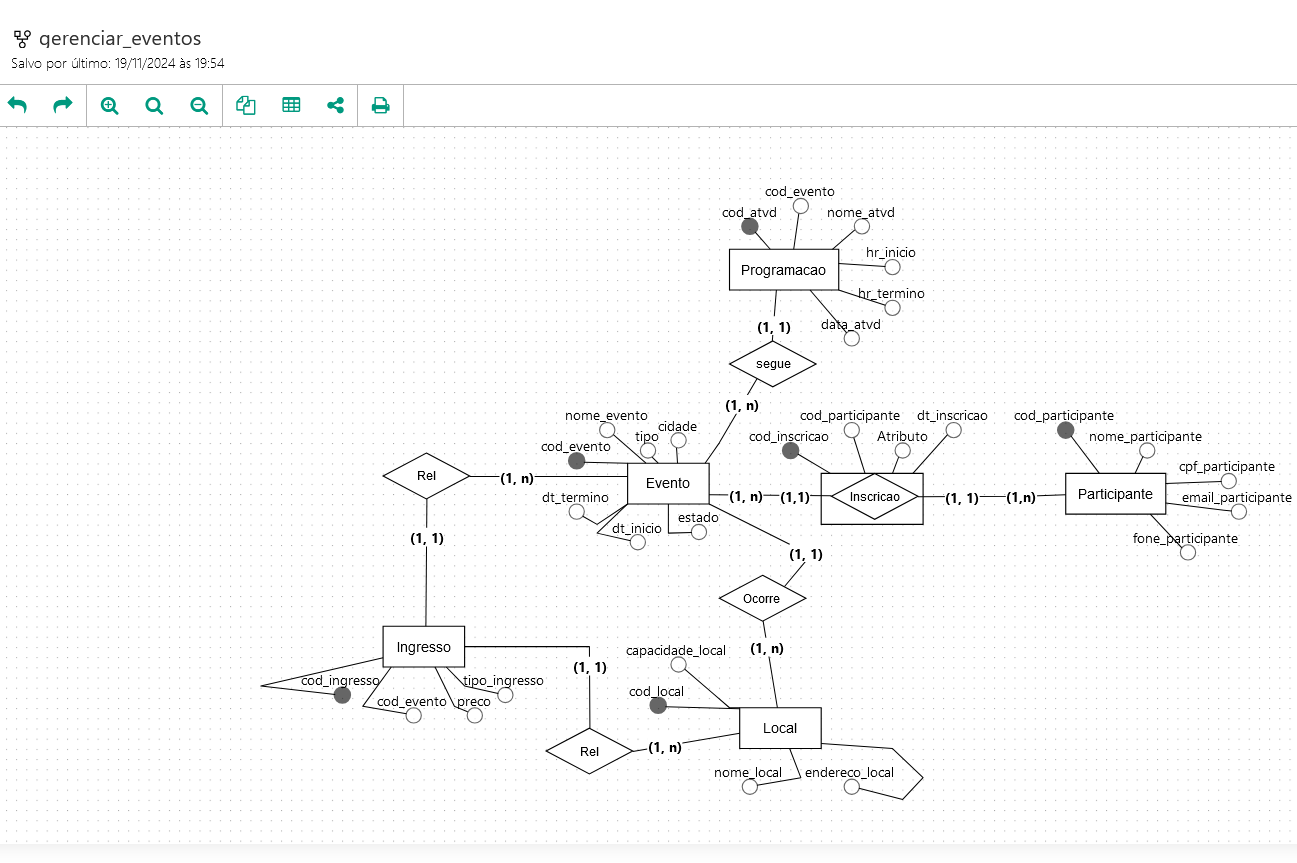 gerenciar_eventos
Salvo por último: 19/11/2024 às 19:54
cod_evento
cod_atvd
nome_atvd
hr_inicio
Programacao
hr_termino
data_atvd
(1, 1)
segue
(1, n)
nome_evento
tipo
cidade
cod_evento
Evento
dt_termino
dt_inicio
estado
Rel
(1, n)
(1, 1)
(1, n)
(1,1)
cod_participante
dt_inscricao
cod_inscricao
Atributo
Inscricao
(1, 1)
(1,n)
cod_participante
nome_participante
cpf_participante
Participante
email_participante
fone_participante
(1, 1)
Ocorre
(1, n)
Ingresso
cod_ingresso
cod_evento
preco
tipo_ingresso
(1, 1)
Rel
(1, n)
capacidade_local
cod_local
Local
nome_local
endereco_local